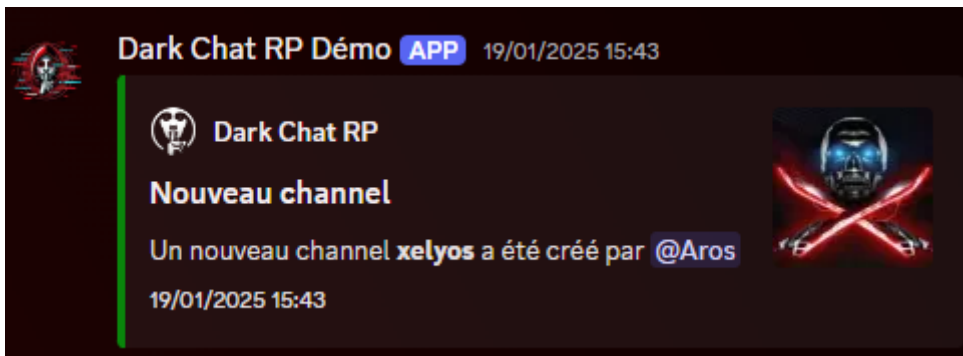 Dark Chat RP Démo APP 19/01/2025 15:43
Dark Chat RP
Nouveau channel
Un nouveau channel xelyos a été créé par @Aros
19/01/2025 15:43